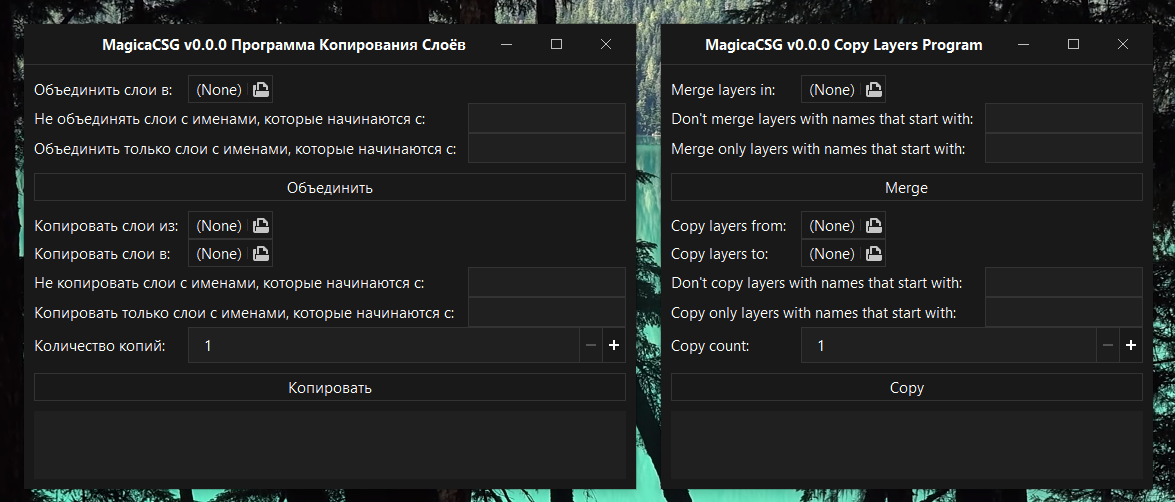 MagicaCSG v0.0.0 Программа Копирования Слоёв
Объединить слои в: (None)
Не объединять слои с именами, которые начинаются с:
Объединить только слои с именами, которые начинаются с:
Объединить
Копировать слои из: (None)
Копировать слои в: (None)
Не копировать слои с именами, которые начинаются с:
Копировать только слои с именами, которые начинаются с:
Количество копий: 1
Копировать
MagicaCSG v0.0.0 Copy Layers Program
Merge layers in: (None)
Don't merge layers with names that start with:
Merge only layers with names that start with:
Merge
Copy layers from: (None)
Copy layers to: (None)
Don't copy layers with names that start with:
Copy only layers with names that start with:
Copy count: 1
Copy